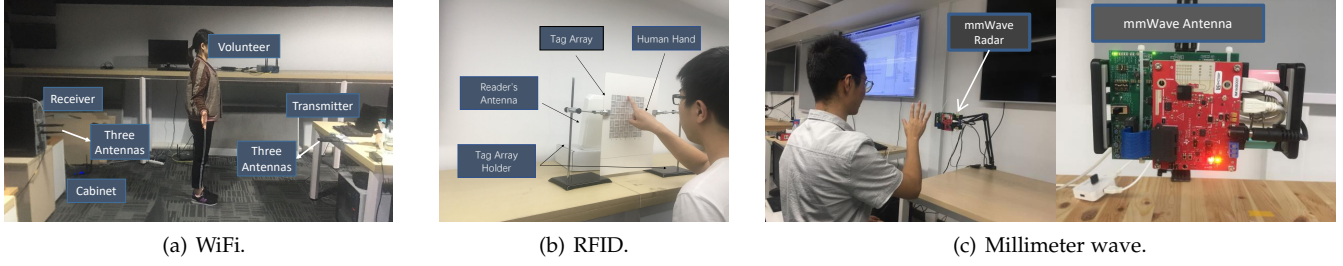 Volunteer
Receiver
Transmitter
Three
Antennas
Three
Antennas
Cabinet
(a) WiFi.
Tag Array
Human Hand
Reader's
Antenna
Tag Array
Holder
(b) RFID.
mmWave
Radar
mmWave Antenna
(c) Millimeter wave.